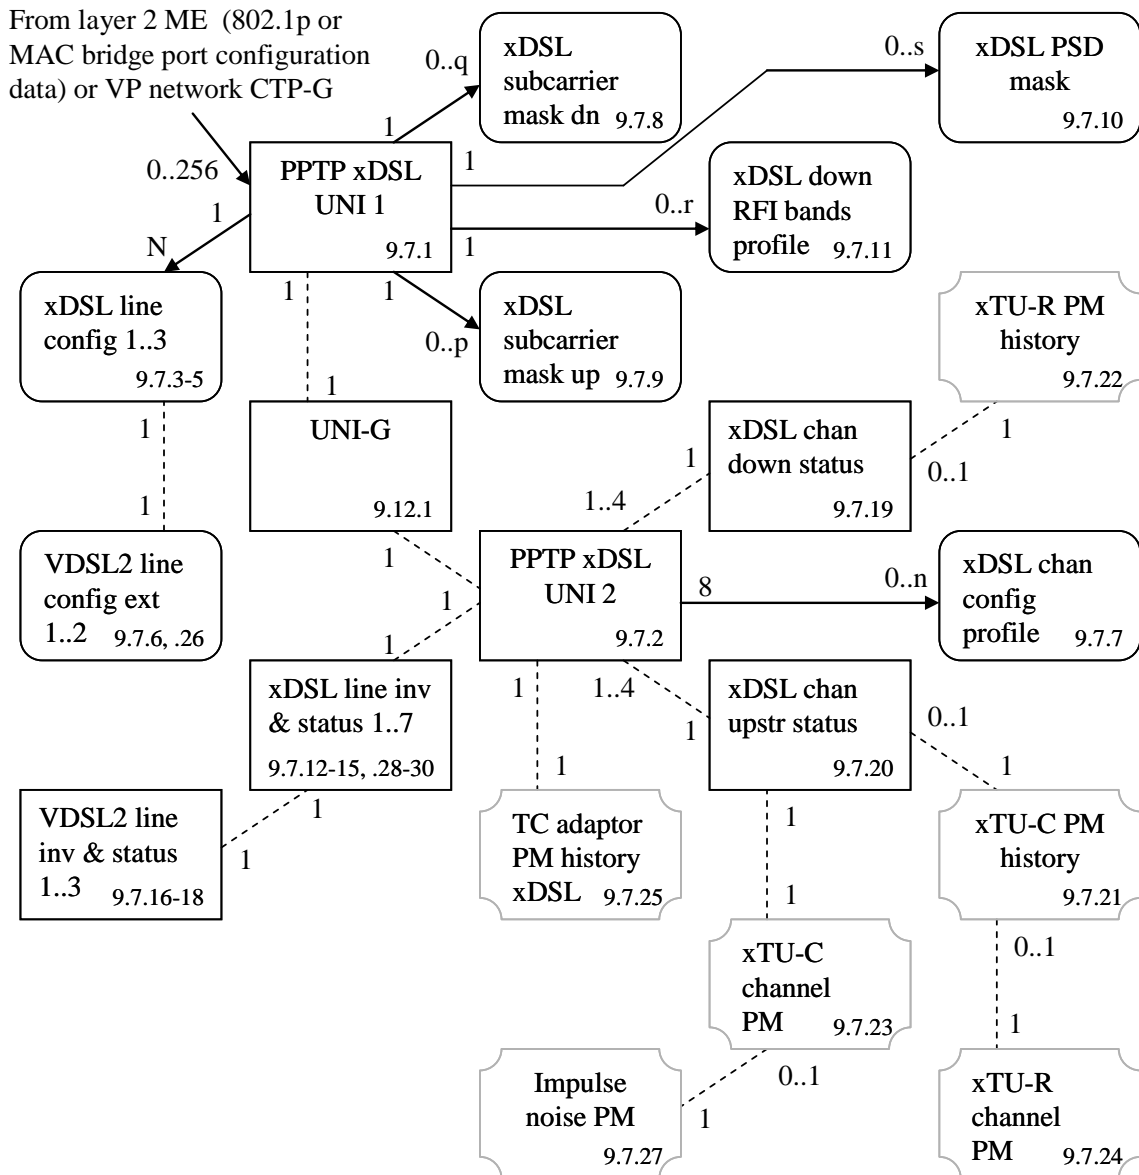 From layer 2 ME (802.1p or
MAC bridge port configuration
data) or VP network CTP-G
0..256
1
N
xDSL
subcarrier
mask dn 9.7.8
0..q
1
xDSL PSD
mask
9.7.10
0..s
1
PPTP xDSL
UNI 1
9.7.1
xDSL down
RFI bands
profile 9.7.11
0..r
1
xDSL line
config 1..3
9.7.3-5
1
1
0..p
xDSL
subcarrier
mask up 9.7.9
xTU-R PM
history
9.7.22
1
1
UNI-G
9.12.1
xDSL chan
down status
9.7.19
1
0..1
1
1
1..4
VDSL2 line
config ext
1..2 9.7.6, .26
1
1
PPTP xDSL
UNI 2
9.7.2
8
0..n
xDSL chan
config
profile 9.7.7
1
xDSL line inv
& status 1..7
9.7.12-15, .28-30
1
1..4
1
xDSL chan
upstr status
9.7.20
0..1
1
VDSL2 line
inv & status
1..3 9.7.16-18
1
1
1
TC adaptor
PM history
xDSL 9.7.25
1
1
xTU-C PM
history
9.7.21
xTU-C
channel
PM 9.7.23
0..1
1
Impulse
noise PM
9.7.27
0..1
1
xTU-R
channel
PM 9.7.24